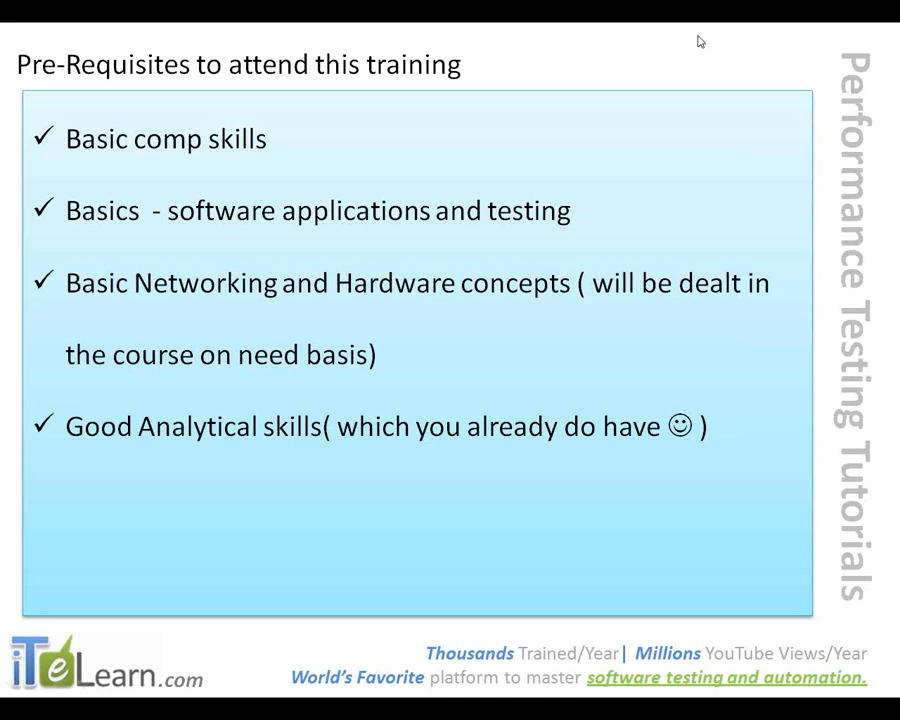 Pre-Requisites to attend this training
✓ Basic comp skills
✓ Basics - software applications and testing
✓ Basic Networking and Hardware concepts ( will be dealt in
the course on need basis)
✓ Good Analytical skills( which you already do have ☺ )
Performance Testing Tutorials
iTeLearn.com
Thousands Trained/Year| Millions YouTube Views/Year
World's Favorite platform to master software testing and automation.